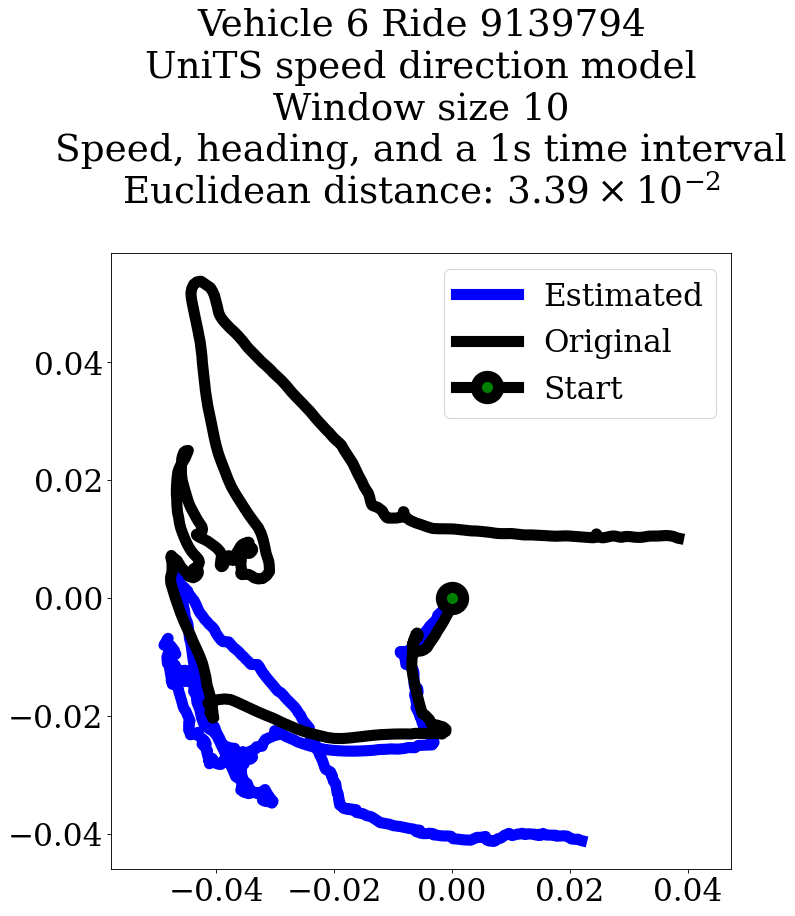 Vehicle 6 Ride 9139794
UniTS speed direction model
Window size 10
Speed, heading, and a 1s time interval
Euclidean distance: 3.39 × 10⁻²
Estimated
Original
Start
0.04
0.02
0.00
−0.02
−0.04
−0.04 −0.02 0.00 0.02 0.04